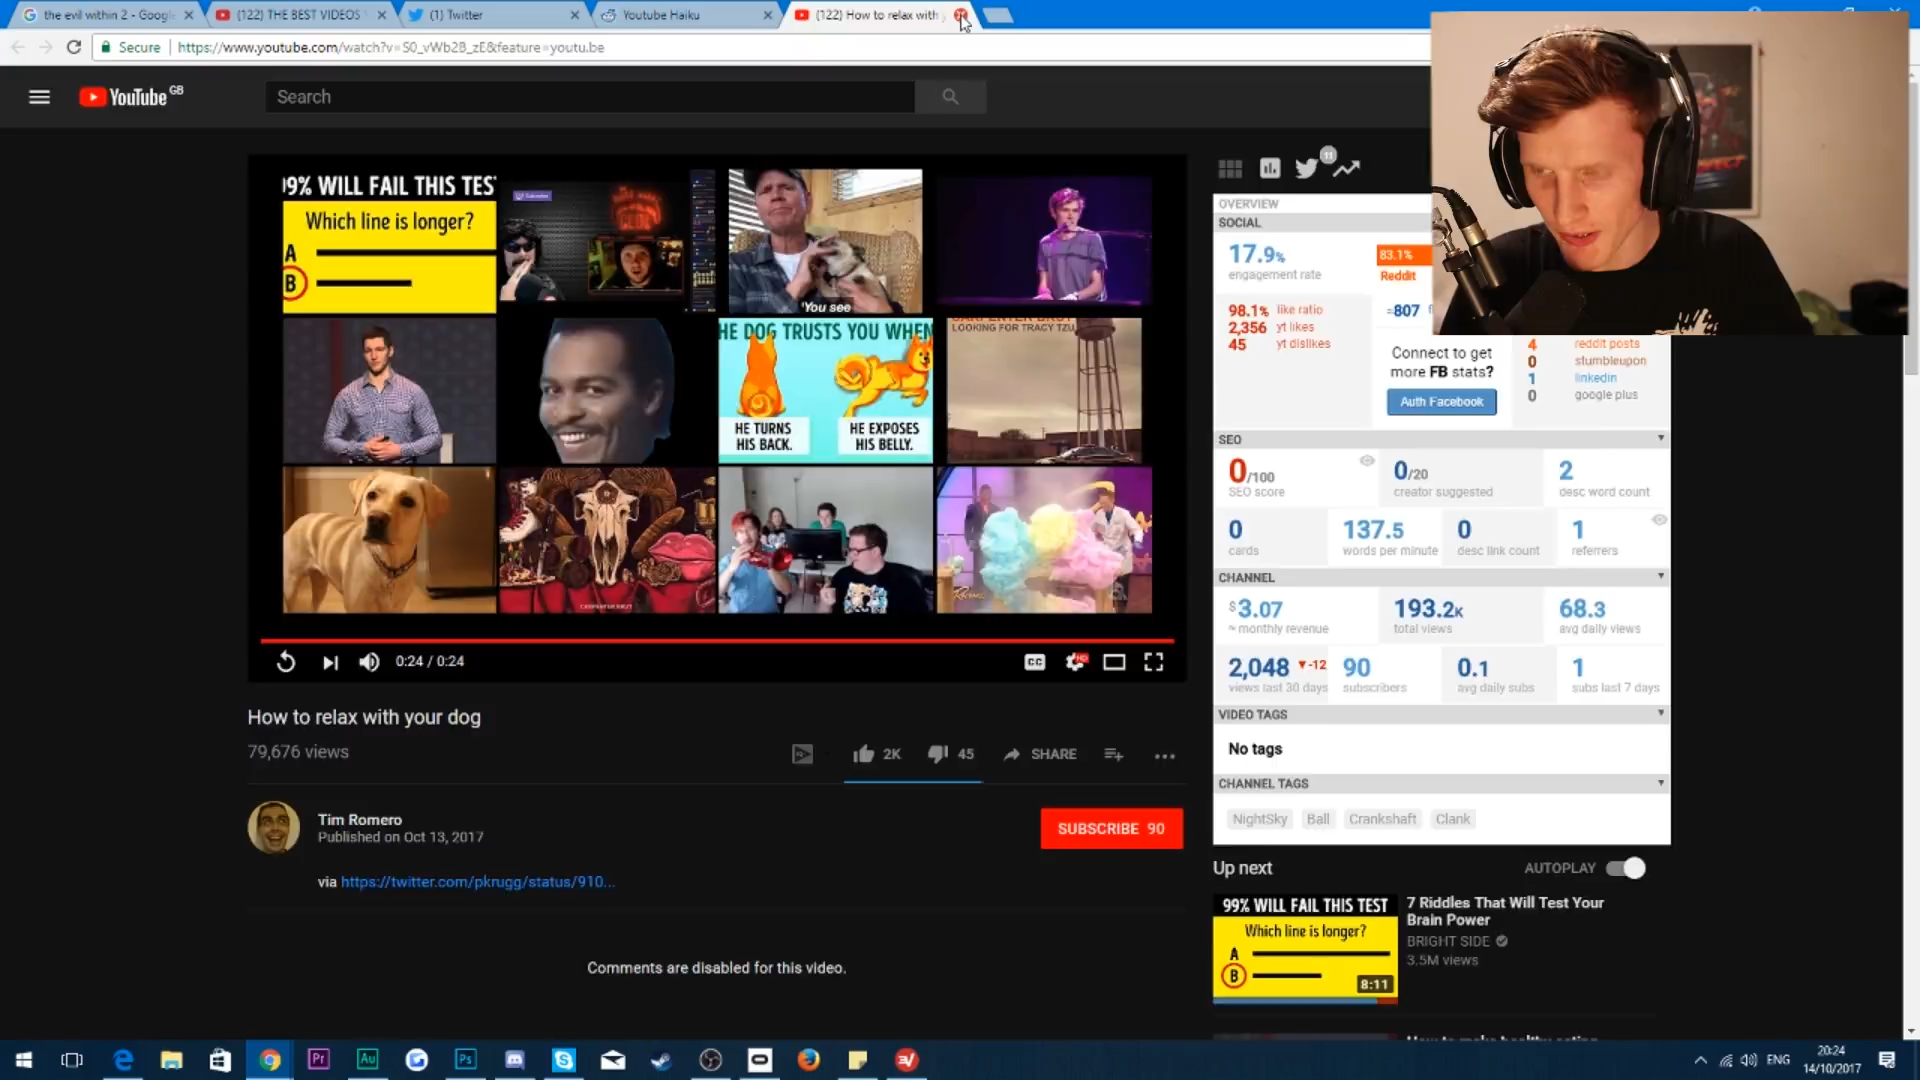 the evil within 2 - Google
(122) THE BEST VIDEOS
(1) Twitter
Youtube Haiku
(122) How to relax with
Secure
https://www.youtube.com/watch?v=S0_vWb2B_zE&feature=youtu.be
YouTube GB
Search
99% WILL FAIL THIS TES
Which line is longer?
A
B
'You see
HE DOG TRUSTS YOU WHEN
HE TURNS HIS BACK.
HE EXPOSES HIS BELLY.
LOOKING FOR TRACY TZU
0:24 / 0:24
CC
HD
How to relax with your dog
79,676 views
2K
45
SHARE
Tim Romero
Published on Oct 13, 2017
SUBSCRIBE 90
via https://twitter.com/pkrugg/status/910...
Comments are disabled for this video.
11
OVERVIEW
SOCIAL
17.9%
engagement rate
83.1%
Reddit
98.1% like ratio
2,356 yt likes
45 yt dislikes
≈807
Connect to get
more FB stats?
Auth Facebook
4 reddit posts
0 stumbleupon
1 linkedin
0 google plus
SEO
0/100
SEO score
0/20
creator suggested
2
desc word count
0
cards
137.5
words per minute
0
desc link count
1
referrers
CHANNEL
$3.07
≈ monthly revenue
193.2K
total views
68.3
avg daily views
2,048 ▼-12
views last 30 days
90
subscribers
0.1
avg daily subs
1
subs last 7 days
VIDEO TAGS
No tags
CHANNEL TAGS
NightSky
Ball
Crankshaft
Clank
Up next
AUTOPLAY
99% WILL FAIL THIS TEST
Which line is longer?
A
B
8:11
7 Riddles That Will Test Your
Brain Power
BRIGHT SIDE
3.5M views
Pr
Au
Ps
ENG
20:24
14/10/2017